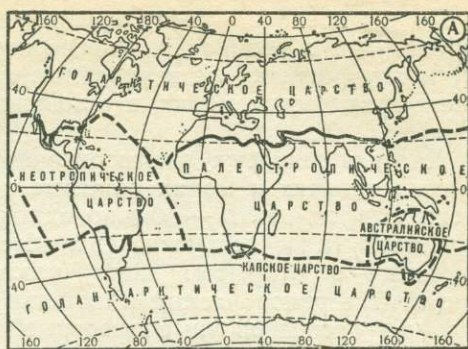 160 120 80 40 0 40 80 120 160 160
А
ГОЛАРКТИЧЕСКОЕ ЦАРСТВО
40 40
НЕОТРОПИЧЕСКОЕ ЦАРСТВО
ПАЛЕОТРОПИЧЕСКОЕ ЦАРСТВО
0 0
АВСТРАЛИЙСКОЕ
ЦАРСТВО
КАПСКОЕ ЦАРСТВО
40 40
ГОЛАНТАРКТИЧЕСКОЕ ЦАРСТВО
160 120 80 40 0 40 80 120 160 160